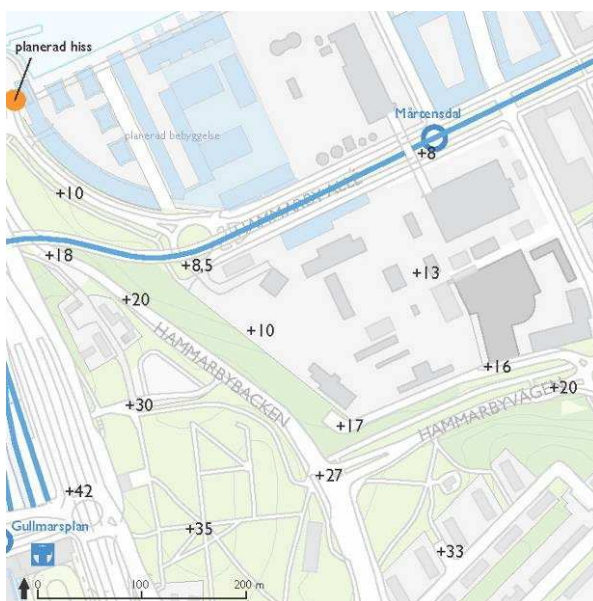 planerad hiss
Mårtensdal
planerad bebyggelse
+8
HAMMARBY ALLÉ
+10
+18
+8,5
+13
+20
+10
HAMMARBYBACKEN
+16
+20
+30
HAMMARBYVÄGEN
+17
+27
+42
Gullmarsplan
+35
+33
0 100 200 m